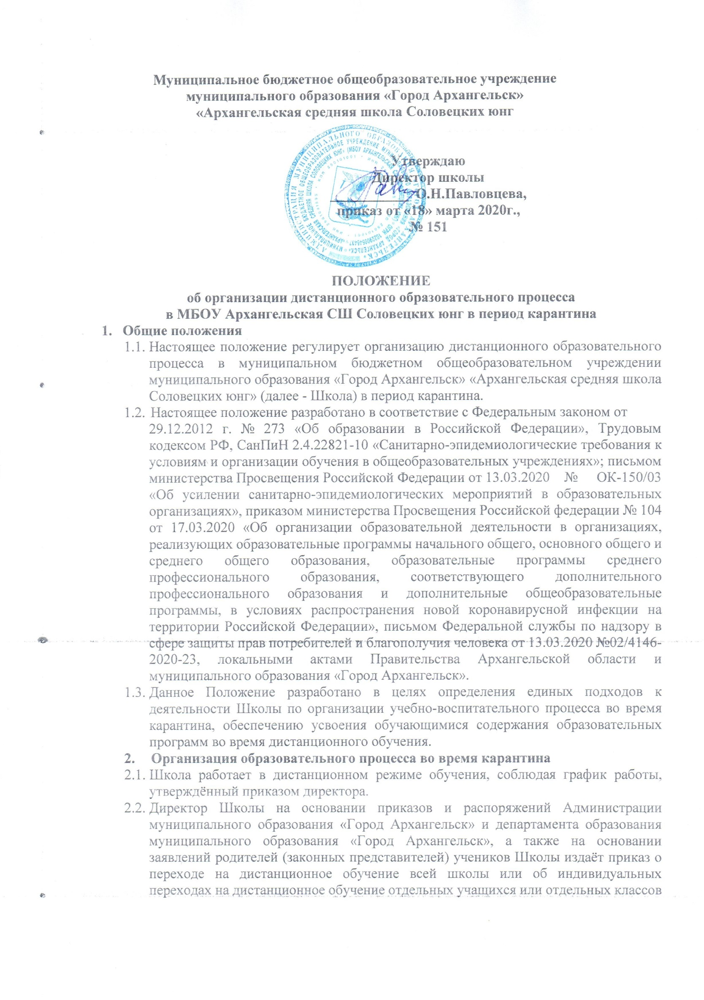 Муниципальное бюджетное общеобразовательное учреждение
муниципального образования «Город Архангельск»
«Архангельская средняя школа Соловецких юнг
Утверждаю
Директор школы
О.Н.Павловцева,
приказ от «18» марта 2020г.,
№ 151
ПОЛОЖЕНИЕ
об организации дистанционного образовательного процесса
в МБОУ Архангельская СШ Соловецких юнг в период карантина
1. Общие положения
1.1. Настоящее положение регулирует организацию дистанционного образовательного
процесса в муниципальном бюджетном общеобразовательном учреждении
муниципального образования «Город Архангельск» «Архангельская средняя школа
Соловецких юнг» (далее - Школа) в период карантина.
1.2. Настоящее положение разработано в соответствие с Федеральным законом от
29.12.2012 г. № 273 «Об образовании в Российской Федерации», Трудовым
кодексом РФ, СанПиН 2.4.22821-10 «Санитарно-эпидемиологические требования к
условиям и организации обучения в общеобразовательных учреждениях»; письмом
министерства Просвещения Российской Федерации от 13.03.2020 № ОК-150/03
«Об усилении санитарно-эпидемиологических мероприятий в образовательных
организациях», приказом министерства Просвещения Российской федерации № 104
от 17.03.2020 «Об организации образовательной деятельности в организациях,
реализующих образовательные программы начального общего, основного общего и
среднего общего образования, образовательные программы среднего
профессионального образования, соответствующего дополнительного
профессионального образования и дополнительные общеобразовательные
программы, в условиях распространения новой коронавирусной инфекции на
территории Российской Федерации», письмом Федеральной службы по надзору в
сфере защиты прав потребителей и благополучия человека от 13.03.2020 №02/4146-
2020-23, локальными актами Правительства Архангельской области и
муниципального образования «Город Архангельск».
1.3. Данное Положение разработано в целях определения единых подходов к
деятельности Школы по организации учебно-воспитательного процесса во время
карантина, обеспечению усвоения обучающимися содержания образовательных
программ во время дистанционного обучения.
2. Организация образовательного процесса во время карантина
2.1. Школа работает в дистанционном режиме обучения, соблюдая график работы,
утверждённый приказом директора.
2.2. Директор Школы на основании приказов и распоряжений Администрации
муниципального образования «Город Архангельск» и департамента образования
муниципального образования «Город Архангельск», а также на основании
заявлений родителей (законных представителей) учеников Школы издаёт приказ о
переходе на дистанционное обучение всей школы или об индивидуальных
переходах на дистанционное обучение отдельных учащихся или отдельных классов